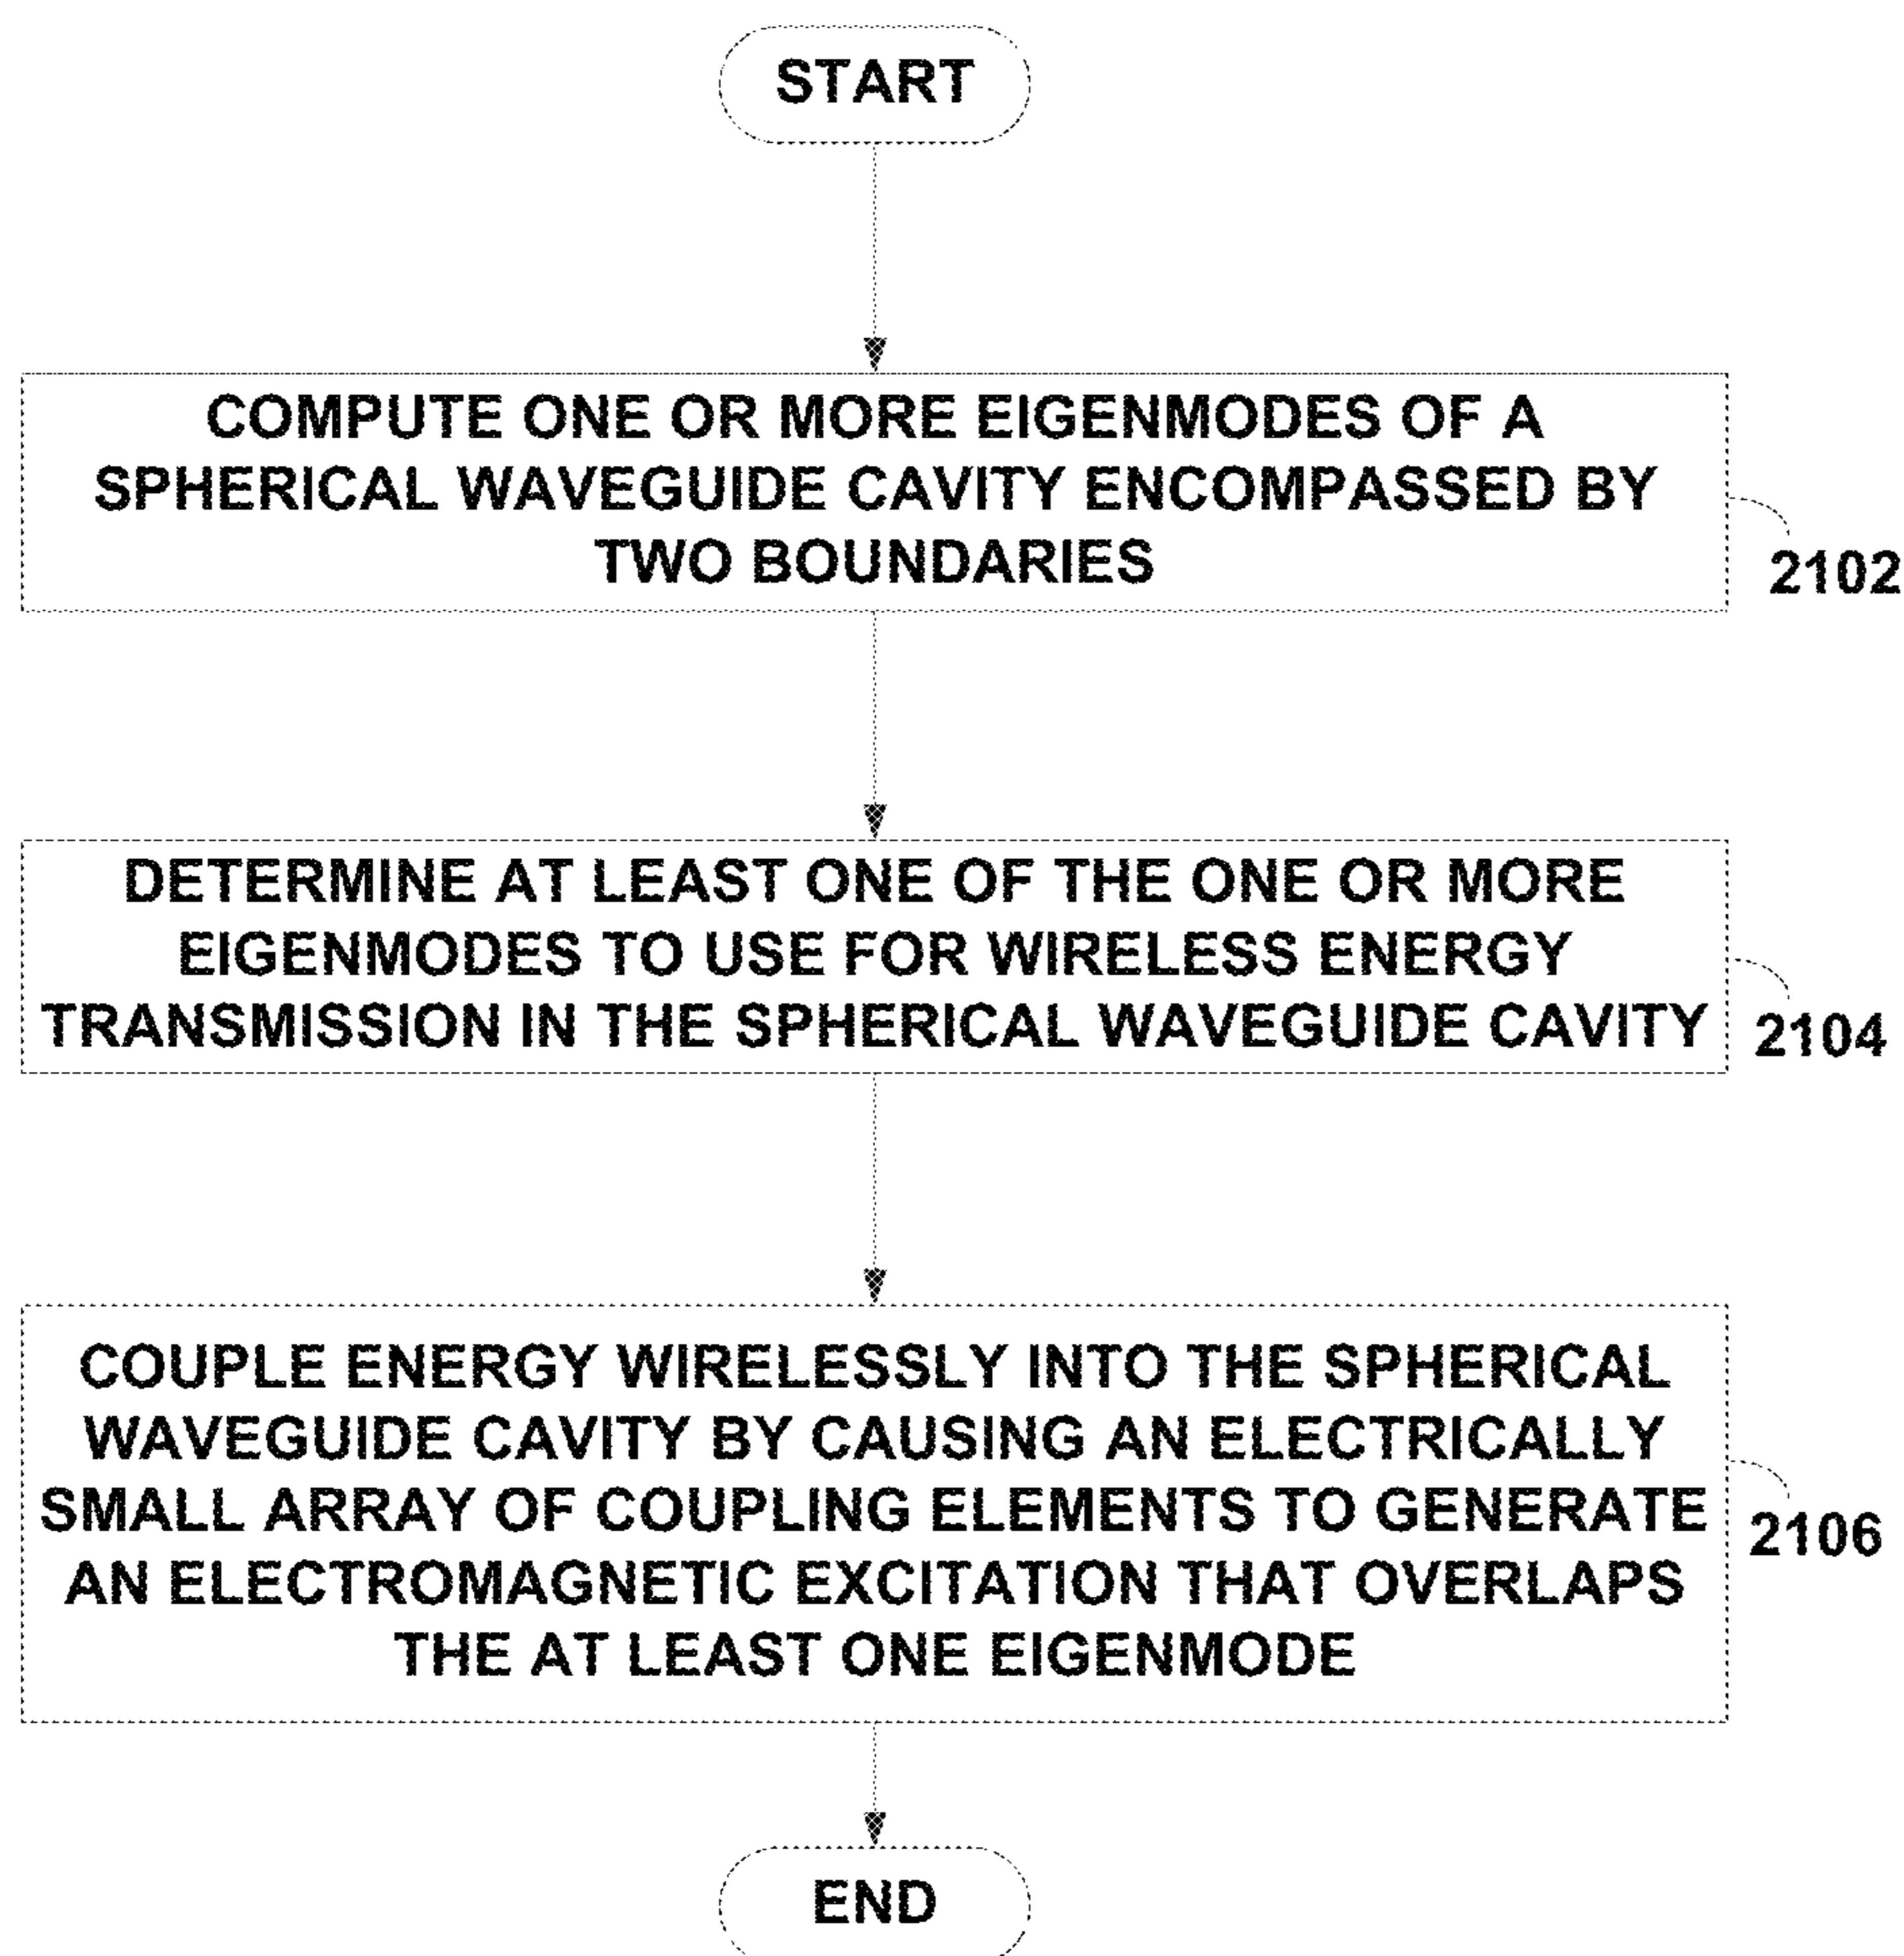 START
COMPUTE ONE OR MORE EIGENMODES OF A
SPHERICAL WAVEGUIDE CAVITY ENCOMPASSED BY
TWO BOUNDARIES
2102
DETERMINE AT LEAST ONE OF THE ONE OR MORE
EIGENMODES TO USE FOR WIRELESS ENERGY
TRANSMISSION IN THE SPHERICAL WAVEGUIDE CAVITY
2104
COUPLE ENERGY WIRELESSLY INTO THE SPHERICAL
WAVEGUIDE CAVITY BY CAUSING AN ELECTRICALLY
SMALL ARRAY OF COUPLING ELEMENTS TO GENERATE
AN ELECTROMAGNETIC EXCITATION THAT OVERLAPS
THE AT LEAST ONE EIGENMODE
2106
END